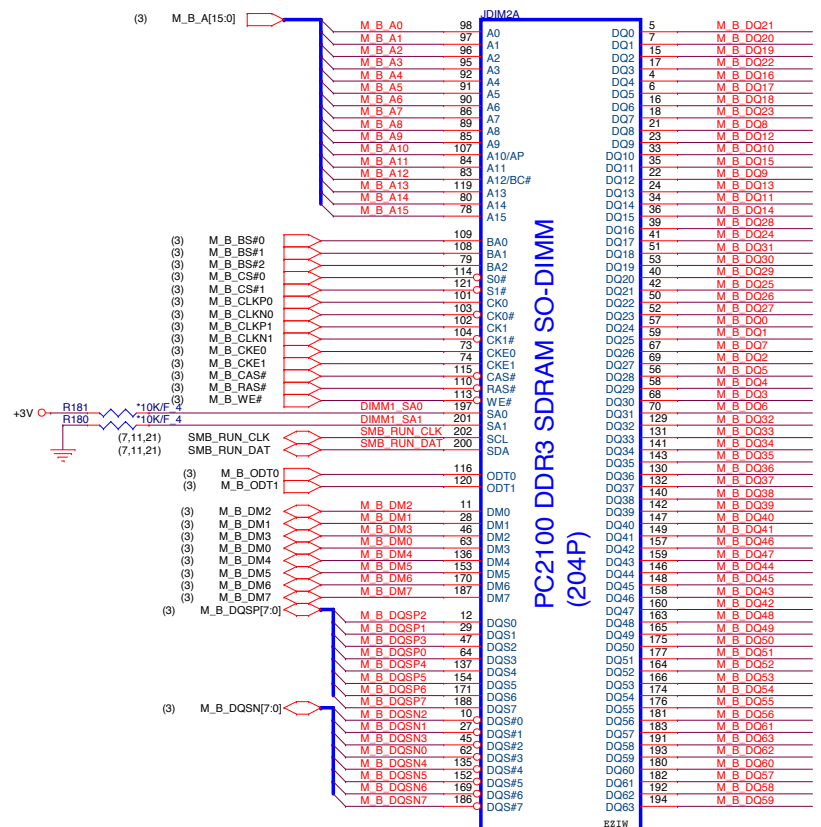 (3) M_B_A[15:0]
JDIM2A
M_B_A0 98 A0 DQ0 5 M_B_DQ21
M_B_A1 97 A1 DQ1 7 M_B_DQ20
M_B_A2 96 A2 DQ2 15 M_B_DQ19
M_B_A3 95 A3 DQ3 17 M_B_DQ22
M_B_A4 92 A4 DQ4 4 M_B_DQ16
M_B_A5 91 A5 DQ5 6 M_B_DQ17
M_B_A6 90 A6 DQ6 16 M_B_DQ18
M_B_A7 86 A7 DQ7 18 M_B_DQ23
M_B_A8 89 A8 DQ8 21 M_B_DQ8
M_B_A9 85 A9 DQ9 23 M_B_DQ12
M_B_A10 107 A10/AP DQ10 33 M_B_DQ10
M_B_A11 84 A11 DQ11 35 M_B_DQ15
M_B_A12 83 A12/BC# DQ12 22 M_B_DQ9
M_B_A13 119 A13 DQ13 24 M_B_DQ13
M_B_A14 80 A14 DQ14 34 M_B_DQ11
M_B_A15 78 A15 DQ15 36 M_B_DQ14
DQ16 39 M_B_DQ28
(3) M_B_BS#0 109 BA0 DQ17 41 M_B_DQ24
(3) M_B_BS#1 108 BA1 DQ18 51 M_B_DQ31
(3) M_B_BS#2 79 BA2 DQ19 53 M_B_DQ30
(3) M_B_CS#0 114 S0# DQ20 40 M_B_DQ29
(3) M_B_CS#1 121 S1# DQ21 42 M_B_DQ25
(3) M_B_CLKP0 101 CK0 DQ22 50 M_B_DQ26
(3) M_B_CLKN0 103 CK0# DQ23 52 M_B_DQ27
(3) M_B_CLKP1 102 CK1 DQ24 57 M_B_DQ0
(3) M_B_CLKN1 104 CK1# DQ25 59 M_B_DQ1
(3) M_B_CKE0 73 CKE0 DQ26 67 M_B_DQ7
(3) M_B_CKE1 74 CKE1 DQ27 69 M_B_DQ2
(3) M_B_CAS# 115 CAS# DQ28 56 M_B_DQ5
(3) M_B_RAS# 110 RAS# DQ29 58 M_B_DQ4
(3) M_B_WE# 113 WE# DQ30 68 M_B_DQ3
+3V R181 *10K/F_4 DIMM1_SA0 197 SA0 DQ31 70 M_B_DQ6
R180 *10K/F_4 DIMM1_SA1 201 SA1 DQ32 129 M_B_DQ32
(7,11,21) SMB_RUN_CLK SMB_RUN_CLK 202 SCL DQ33 131 M_B_DQ33
(7,11,21) SMB_RUN_DAT SMB_RUN_DAT 200 SDA DQ34 141 M_B_DQ34
DQ35 143 M_B_DQ35
(3) M_B_ODT0 116 ODT0 DQ36 130 M_B_DQ36
(3) M_B_ODT1 120 ODT1 DQ37 132 M_B_DQ37
DQ38 140 M_B_DQ38
(3) M_B_DM2 M_B_DM2 11 DM0 DQ39 142 M_B_DQ39
(3) M_B_DM1 M_B_DM1 28 DM1 DQ40 147 M_B_DQ40
(3) M_B_DM3 M_B_DM3 46 DM2 DQ41 149 M_B_DQ41
(3) M_B_DM0 M_B_DM0 63 DM3 DQ42 157 M_B_DQ46
(3) M_B_DM4 M_B_DM4 136 DM4 DQ43 159 M_B_DQ47
(3) M_B_DM5 M_B_DM5 153 DM5 DQ44 146 M_B_DQ44
(3) M_B_DM6 M_B_DM6 170 DM6 DQ45 148 M_B_DQ45
(3) M_B_DM7 M_B_DM7 187 DM7 DQ46 158 M_B_DQ43
(3) M_B_DQSP[7:0] DQ47 160 M_B_DQ42
M_B_DQSP2 12 DQS0 DQ48 163 M_B_DQ48
M_B_DQSP1 29 DQS1 DQ49 165 M_B_DQ49
M_B_DQSP3 47 DQS2 DQ50 175 M_B_DQ50
M_B_DQSP0 64 DQS3 DQ51 177 M_B_DQ51
M_B_DQSP4 137 DQS4 DQ52 164 M_B_DQ52
M_B_DQSP5 154 DQS5 DQ53 166 M_B_DQ53
M_B_DQSP6 171 DQS6 DQ54 174 M_B_DQ54
M_B_DQSP7 188 DQS7 DQ55 176 M_B_DQ55
(3) M_B_DQSN[7:0] M_B_DQSN2 10 DQS#0 DQ56 181 M_B_DQ56
M_B_DQSN1 27 DQS#1 DQ57 183 M_B_DQ61
M_B_DQSN3 45 DQS#2 DQ58 191 M_B_DQ63
M_B_DQSN0 62 DQS#3 DQ59 193 M_B_DQ62
M_B_DQSN4 135 DQS#4 DQ60 180 M_B_DQ60
M_B_DQSN5 152 DQS#5 DQ61 182 M_B_DQ57
M_B_DQSN6 169 DQS#6 DQ62 192 M_B_DQ58
M_B_DQSN7 186 DQS#7 DQ63 194 M_B_DQ59
PC2100 DDR3 SDRAM SO-DIMM
(204P)
EZIW